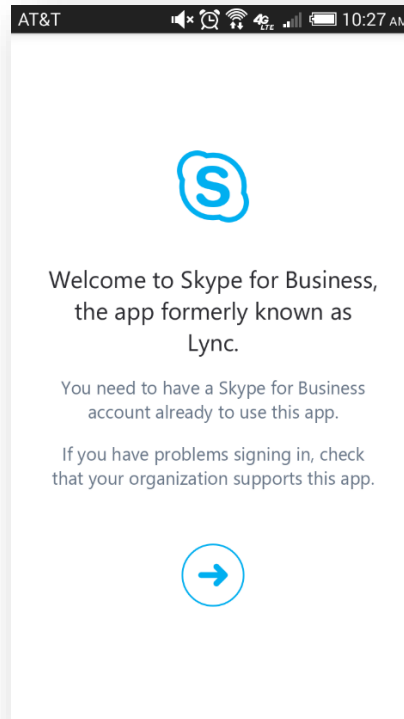 AT&T 4G LTE 10:27 AM
S
Welcome to Skype for Business,
the app formerly known as
Lync.
You need to have a Skype for Business
account already to use this app.
If you have problems signing in, check
that your organization supports this app.